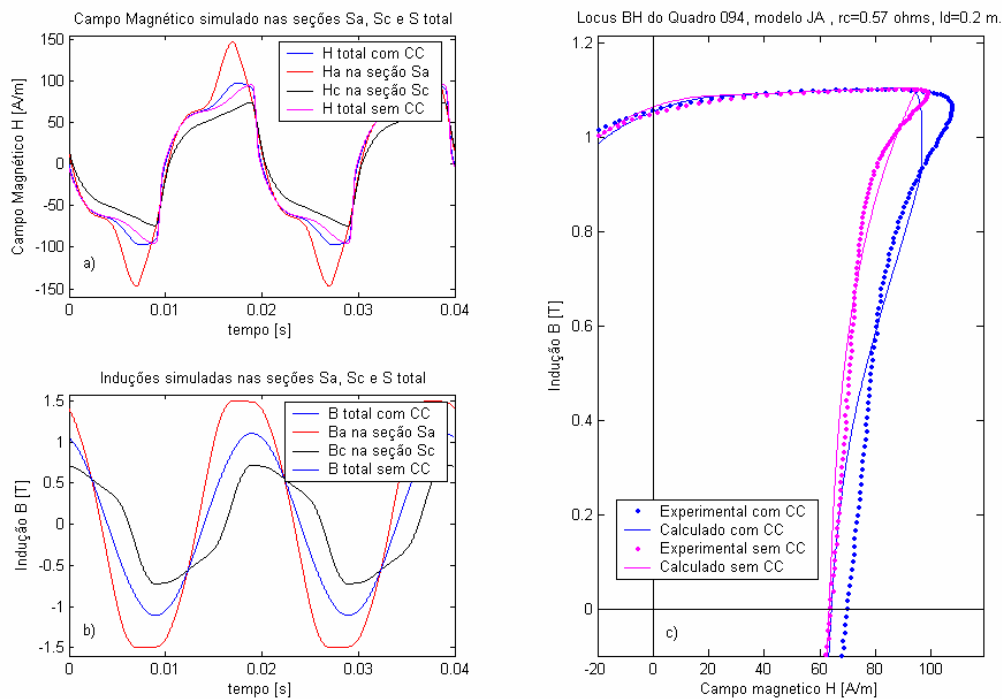 Campo Magnético simulado nas seções Sa, Sc e S total
Campo Magnético H [A/m]
150
100
50
0
-50
-100
-150
H total com CC
Ha na seção Sa
Hc na seção Sc
H total sem CC
a)
0
0.01
0.02
0.03
0.04
tempo [s]
Induções simuladas nas seções Sa, Sc e S total
Indução B [T]
1.5
1
0.5
0
-0.5
-1
-1.5
B total com CC
Ba na seção Sa
Bc na seção Sc
B total sem CC
b)
0
0.01
0.02
0.03
0.04
tempo [s]
Locus BH do Quadro 094, modelo JA , rc=0.57 ohms, ld=0.2 m.
Indução B [T]
1.2
1
0.8
0.6
0.4
0.2
0
Experimental com CC
Calculado com CC
Experimental sem CC
Calculado sem CC
c)
-20
0
20
40
60
80
100
Campo magnetico H [A/m]